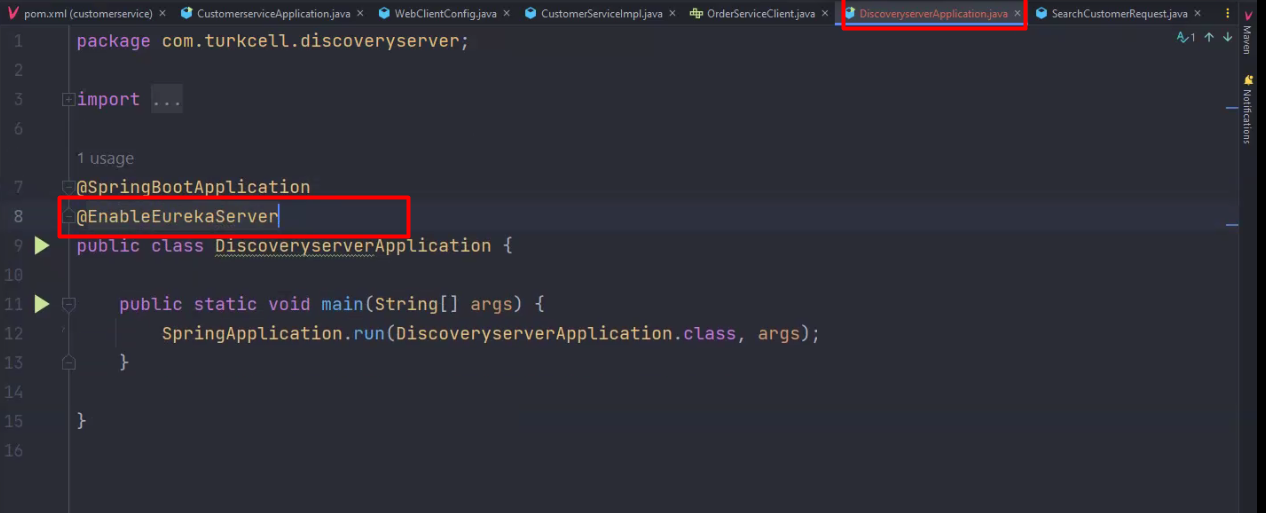 pom.xml (customerservice) × CustomerserviceApplication.java × WebClientConfig.java × CustomerServiceImpl.java × OrderServiceClient.java × DiscoveryserverApplication.java × SearchCustomerRequest.java ×
1 package com.turkcell.discoveryserver;
1
2
3 import ...
6
1 usage
7 @SpringBootApplication
8 @EnableEurekaServer
9 public class DiscoveryserverApplication {
10
11 public static void main(String[] args) {
12 SpringApplication.run(DiscoveryserverApplication.class, args);
13 }
14
15 }
16
Maven
Notifications